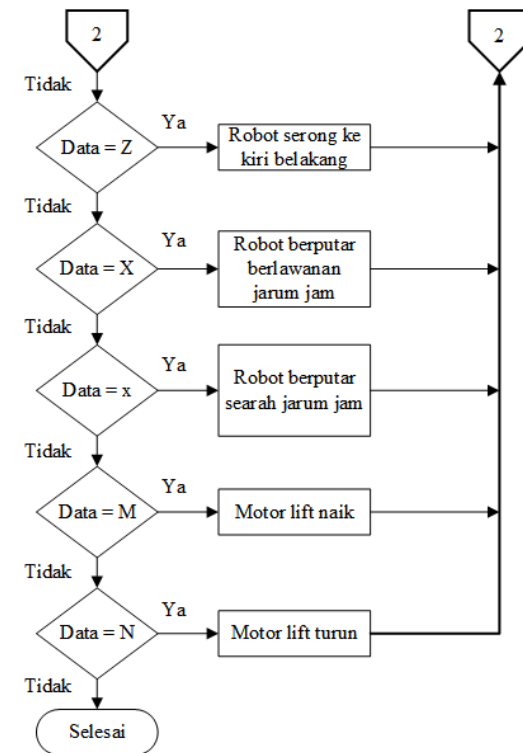 2
2
Tidak
Data = Z
Ya
Robot serong ke
kiri belakang
Tidak
Data = X
Ya
Robot berputar
berlawanan
jarum jam
Tidak
Data = x
Ya
Robot berputar
searah jarum jam
Tidak
Data = M
Ya
Motor lift naik
Tidak
Data = N
Ya
Motor lift turun
Tidak
Selesai